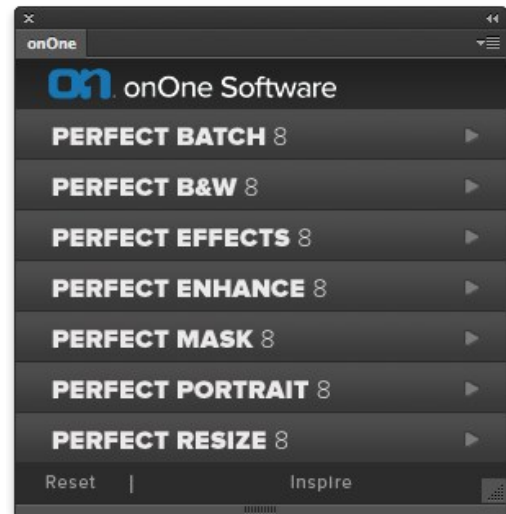 onOne
on. onOne Software
PERFECT BATCH 8
PERFECT B&W 8
PERFECT EFFECTS 8
PERFECT ENHANCE 8
PERFECT MASK 8
PERFECT PORTRAIT 8
PERFECT RESIZE 8
Reset | Inspire